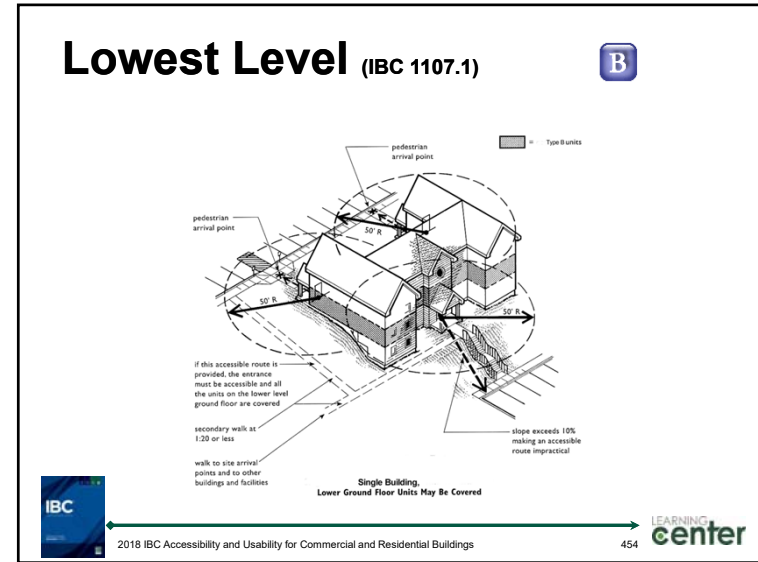 Lowest Level (IBC 1107.1)
B
= Type B units
pedestrian
arrival point
pedestrian
arrival point
50' R
50' R
50' R
if this accessible route is
provided, the entrance
must be accessible and all
the units on the lower level
ground floor are covered
secondary walk at
1:20 or less
walk to site arrival
points and to other
buildings and facilities
slope exceeds 10%
making an accessible
route impractical
Single Building,
Lower Ground Floor Units May Be Covered
IBC
2018 IBC Accessibility and Usability for Commercial and Residential Buildings
454
LEARNING
center